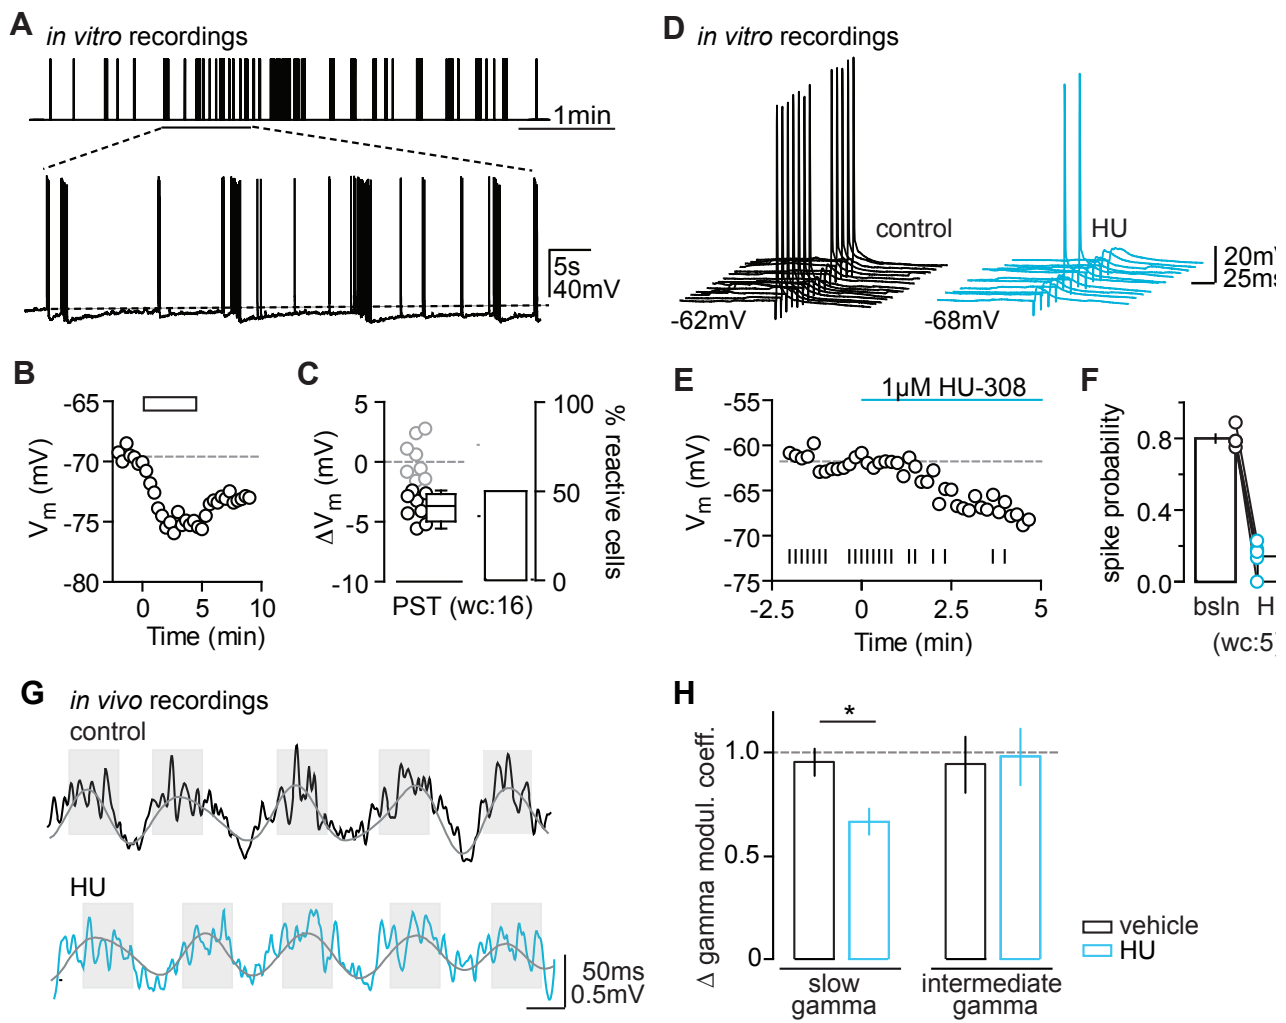 A
in vitro recordings
1min
5s
40mV
D
in vitro recordings
control
HU
20mV
25ms
-62mV
-68mV
B
-65
-70
-75
-80
Vm (mV)
0
5
10
Time (min)
C
5
0
-5
-10
ΔVm (mV)
100
50
0
% reactive cells
PST (wc:16)
E
1µM HU-308
-55
-60
-65
-70
-75
Vm (mV)
-2.5
0
2.5
5
Time (min)
F
0.8
0.4
0.0
spike probability
bsln
H
(wc:5)
G
in vivo recordings
control
HU
50ms
0.5mV
H
*
1.0
0.5
0
Δ gamma modul. coeff.
slow
gamma
intermediate
gamma
vehicle
HU